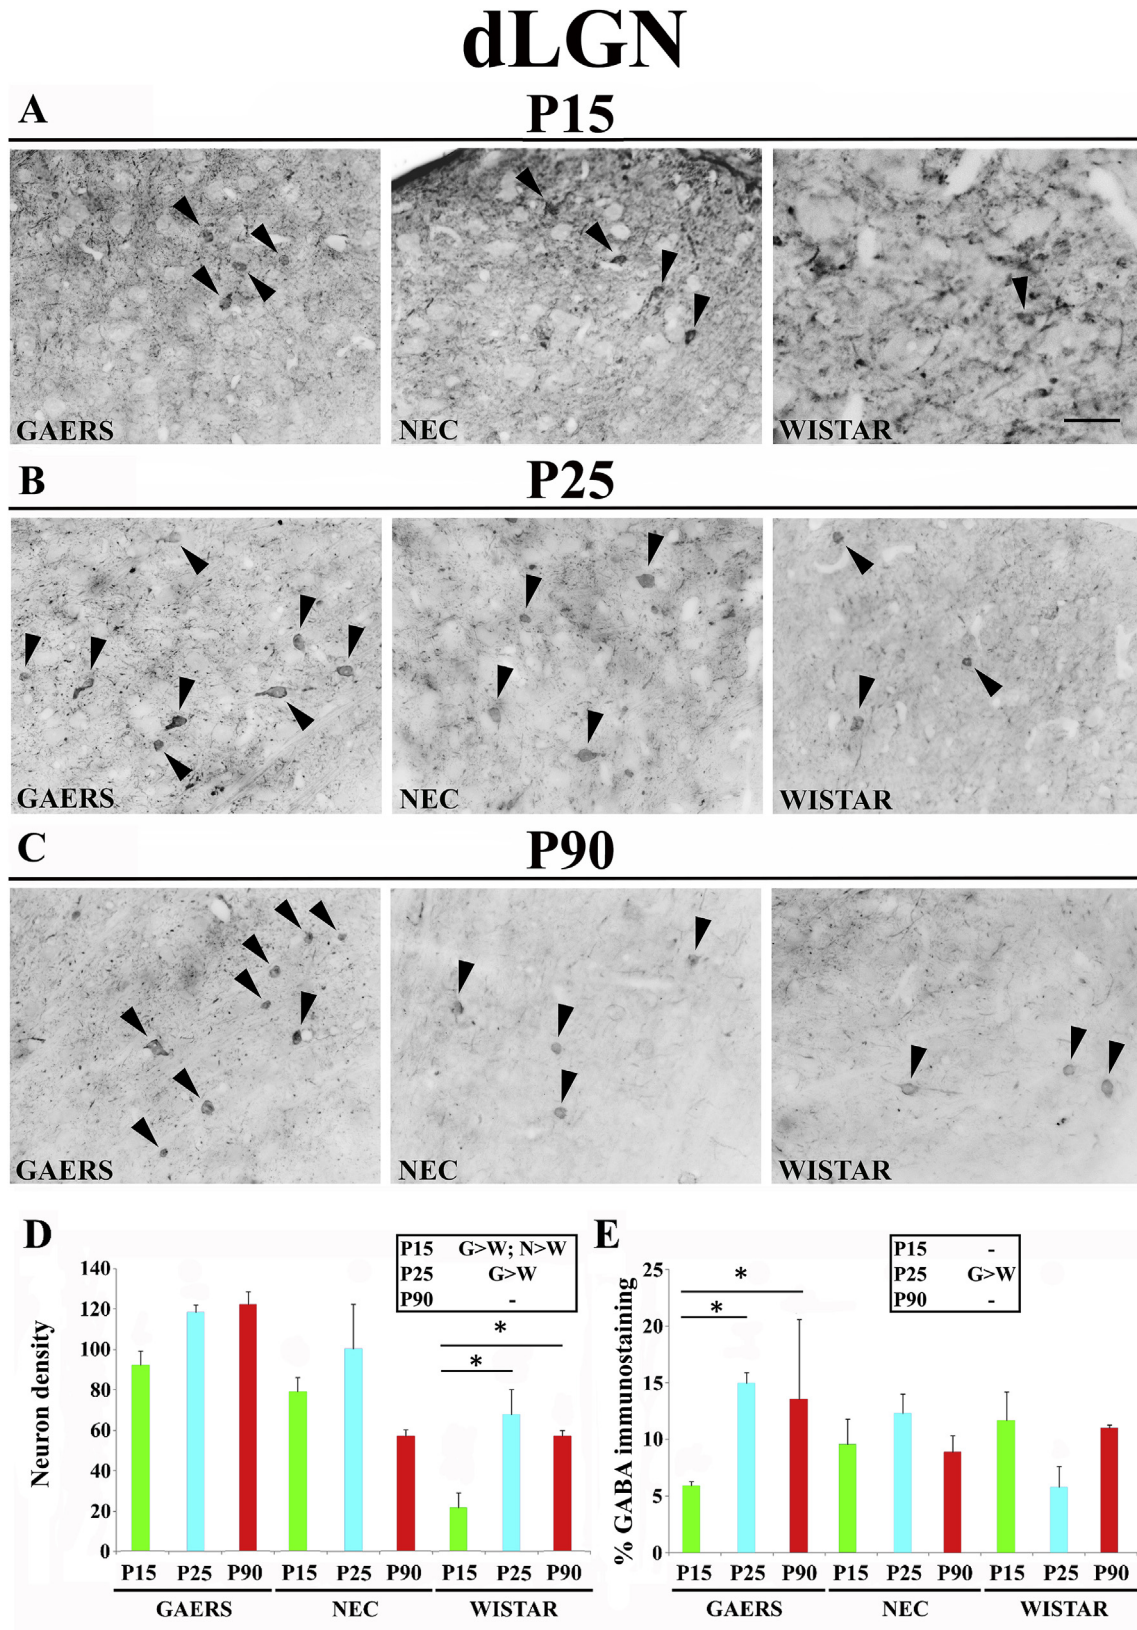 dLGN
A
P15
GAERS
NEC
WISTAR
B
P25
GAERS
NEC
WISTAR
C
P90
GAERS
NEC
WISTAR
D
P15 G>W; N>W
P25 G>W
P90 -
Neuron density
140
120
100
80
60
40
20
0
* 
*
P15 P25 P90 P15 P25 P90 P15 P25 P90
GAERS NEC WISTAR
E
P15 -
P25 G>W
P90 -
% GABA immunostaining
25
20
15
10
5
0
*
*
P15 P25 P90 P15 P25 P90 P15 P25 P90
GAERS NEC WISTAR